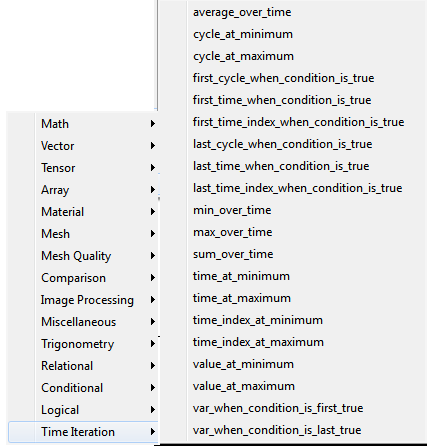 average_over_time
cycle_at_minimum
cycle_at_maximum
first_cycle_when_condition_is_true
first_time_when_condition_is_true
first_time_index_when_condition_is_true
last_cycle_when_condition_is_true
last_time_when_condition_is_true
last_time_index_when_condition_is_true
min_over_time
max_over_time
sum_over_time
time_at_minimum
time_at_maximum
time_index_at_minimum
time_index_at_maximum
value_at_minimum
value_at_maximum
var_when_condition_is_first_true
var_when_condition_is_last_true
Math
Vector
Tensor
Array
Material
Mesh
Mesh Quality
Comparison
Image Processing
Miscellaneous
Trigonometry
Relational
Conditional
Logical
Time Iteration